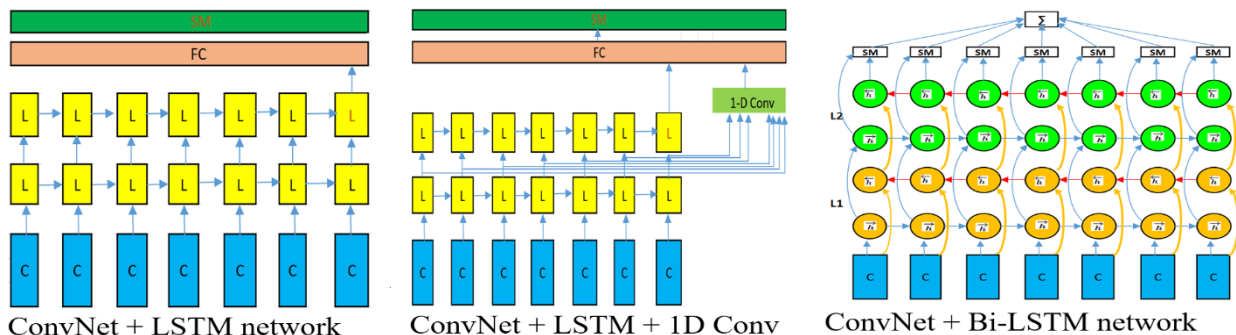 SM
FC
L L L L L L L
L L L L L L L
C C C C C C C
ConvNet + LSTM network
SM
FC
1-D Conv
L L L L L L L
L L L L L L L
C C C C C C C
ConvNet + LSTM + 1D Conv
Σ
SM SM SM SM SM SM SM
h h h h h h h
L2
h h h h h h h
h h h h h h h
L1
h h h h h h h
C C C C C C C
ConvNet + Bi-LSTM network